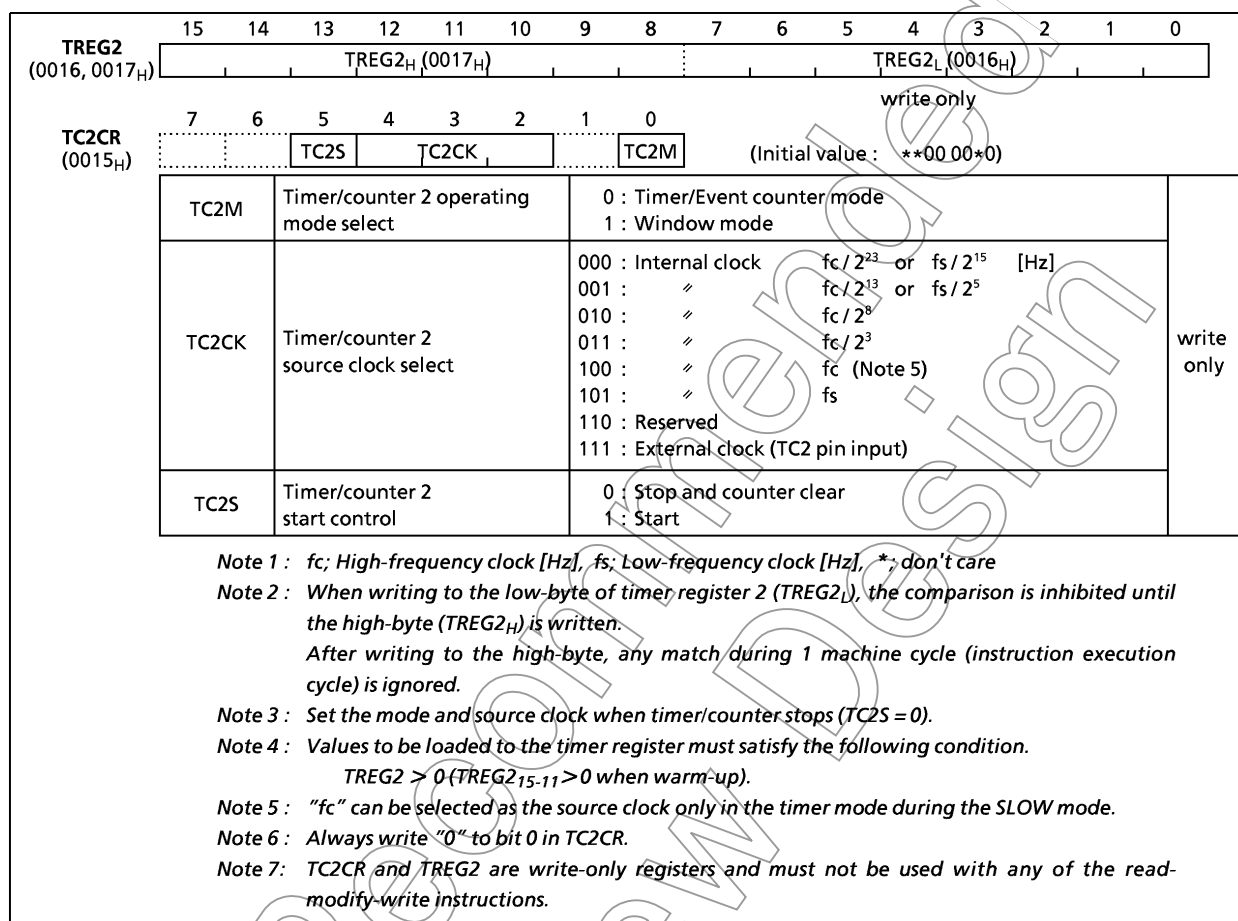 15 14 13 12 11 10 9 8 7 6 5 4 3 2 1 0
TREG2
(0016, 0017H)
TREG2H (0017H) TREG2L (0016H)
write only
7 6 5 4 3 2 1 0
TC2CR
(0015H)
TC2S TC2CK TC2M (Initial value : **00 00*0)
TC2M
Timer/counter 2 operating
mode select
0 : Timer/Event counter mode
1 : Window mode
TC2CK
Timer/counter 2
source clock select
000 : Internal clock fc / 2²³ or fs / 2¹⁵ [Hz]
001 : 〃 fc / 2¹³ or fs / 2⁵
010 : 〃 fc / 2⁸
011 : 〃 fc / 2³
100 : 〃 fc (Note 5)
101 : 〃 fs
110 : Reserved
111 : External clock (TC2 pin input)
TC2S
Timer/counter 2
start control
0 : Stop and counter clear
1 : Start
write
only
Note 1 : fc; High-frequency clock [Hz], fs; Low-frequency clock [Hz], *; don't care
Note 2 : When writing to the low-byte of timer register 2 (TREG2L), the comparison is inhibited until
the high-byte (TREG2H) is written.
After writing to the high-byte, any match during 1 machine cycle (instruction execution
cycle) is ignored.
Note 3 : Set the mode and source clock when timer/counter stops (TC2S = 0).
Note 4 : Values to be loaded to the timer register must satisfy the following condition.
TREG2 > 0 (TREG2₁₅₋₁₁ > 0 when warm-up).
Note 5 : "fc" can be selected as the source clock only in the timer mode during the SLOW mode.
Note 6 : Always write "0" to bit 0 in TC2CR.
Note 7: TC2CR and TREG2 are write-only registers and must not be used with any of the read-
modify-write instructions.